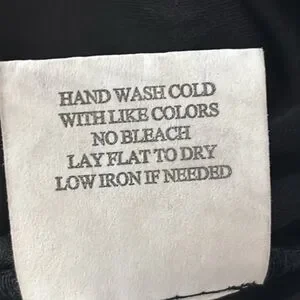 HAND WASH COLD
WITH LIKE COLORS
NO BLEACH
LAY FLAT TO DRY
LOW IRON IF NEEDED